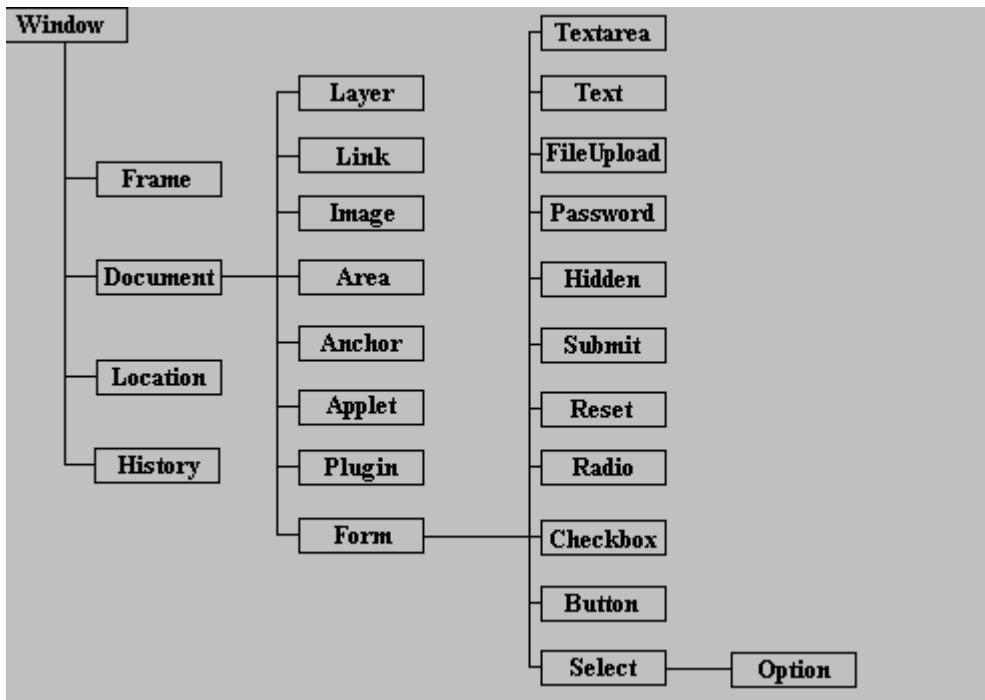 Window
Frame
Document
Location
History
Layer
Link
Image
Area
Anchor
Applet
Plugin
Form
Textarea
Text
FileUpload
Password
Hidden
Submit
Reset
Radio
Checkbox
Button
Select
Option